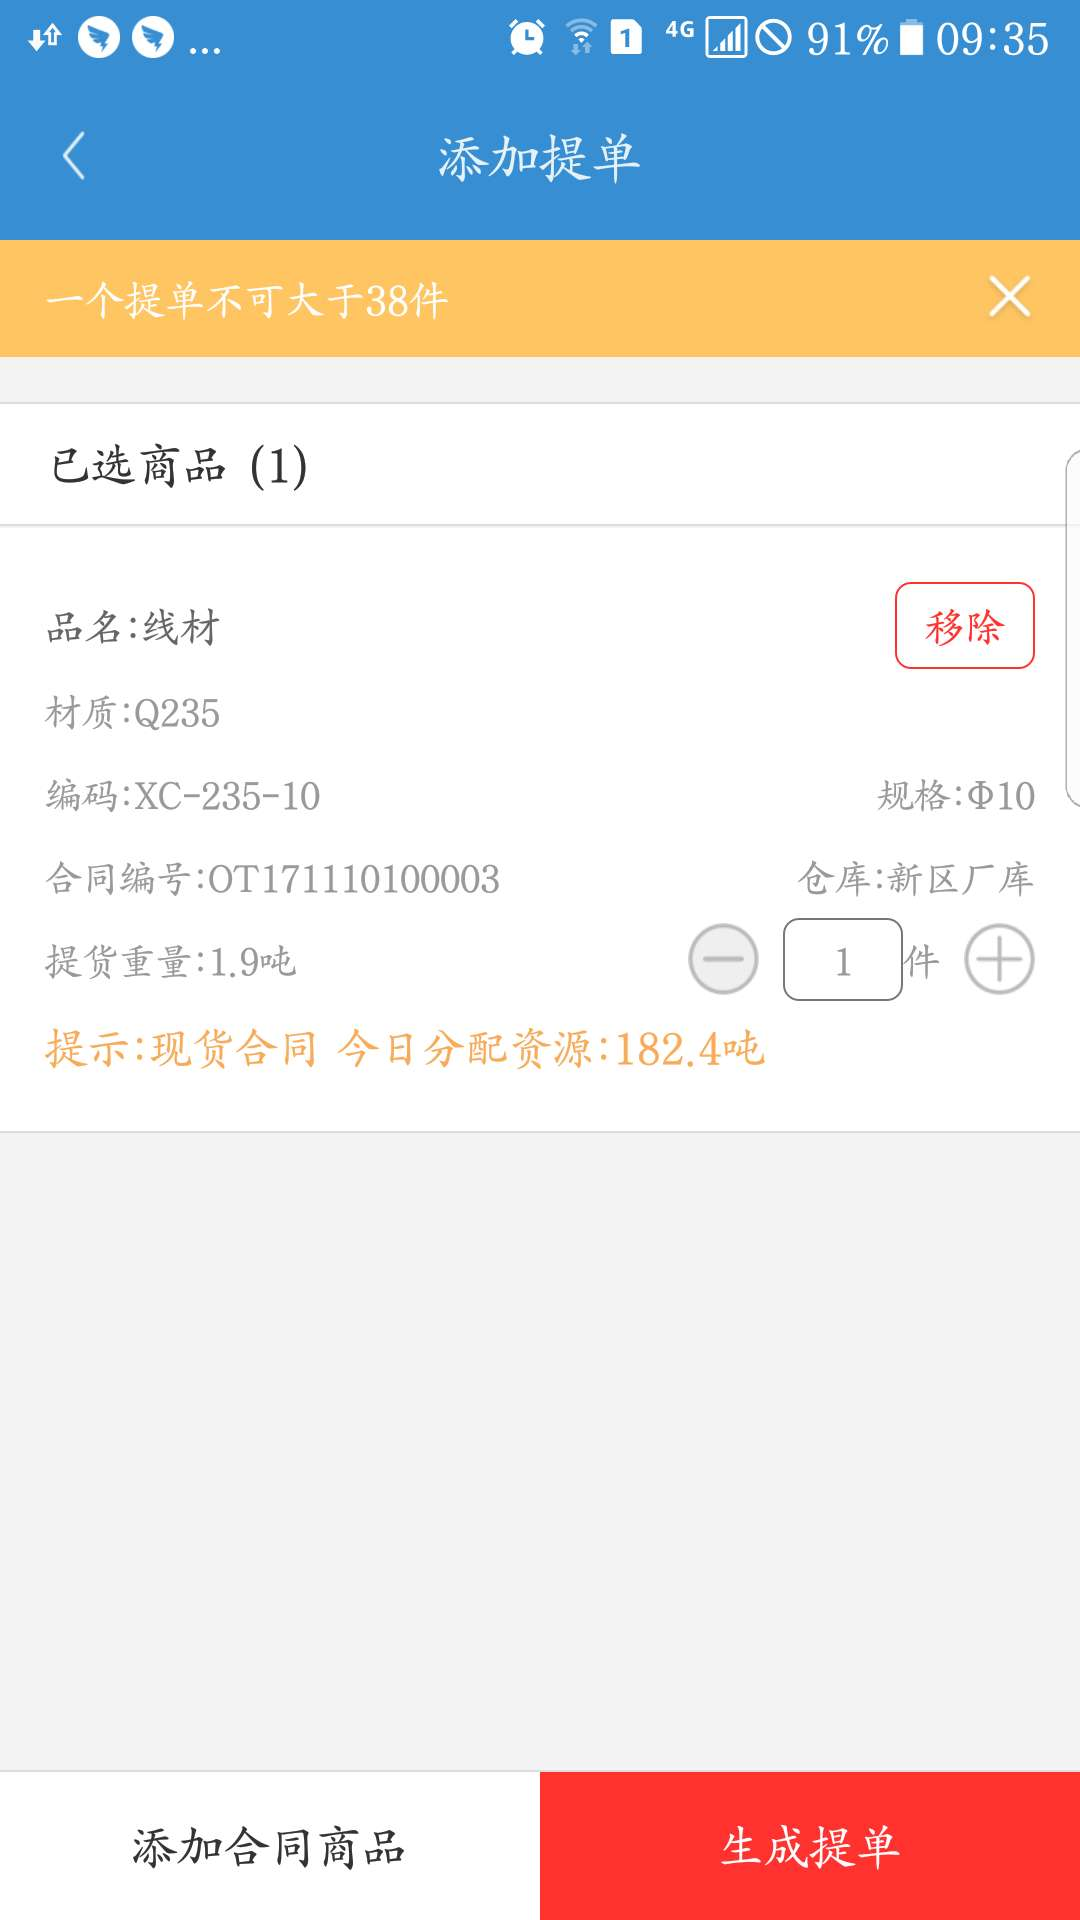 ... 1 4G 91% 09:35
添加提单
一个提单不可大于38件
已选商品 (1)
品名:线材 移除
材质:Q235
编码:XC-235-10 规格:Φ10
合同编号:OT171110100003 仓库:新区厂库
提货重量:1.9吨 1 件
提示:现货合同 今日分配资源:182.4吨
添加合同商品 生成提单